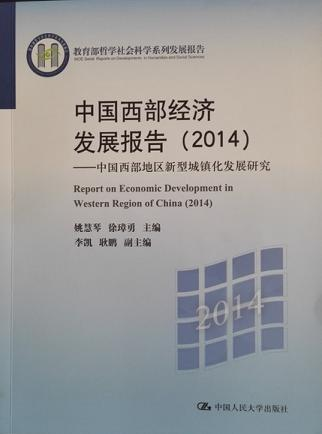 教育部哲学社会科学系列发展报告
MOE Serial Reports on Developments in Humanities and Social Sciences
中国西部经济
发展报告（2014）
——中国西部地区新型城镇化发展研究
Report on Economic Development in
Western Region of China (2014)
姚慧琴 徐璋勇 主编
李凯 耿鹏 副主编
2014
中国人民大学出版社